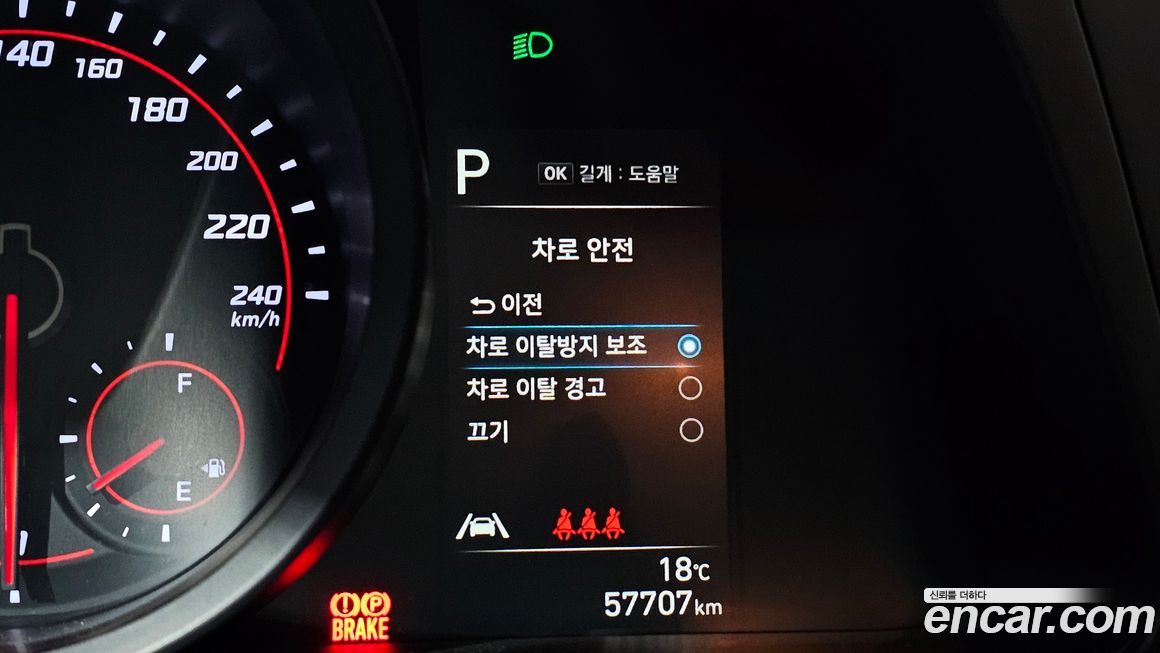 140
160
180
200
220
240
km/h
F
E
P
OK 길게 : 도움말
차로 안전
이전
차로 이탈방지 보조
차로 이탈 경고
끄기
18℃
57707 km
(!) (P)
BRAKE
신뢰를 더하다
encar.com